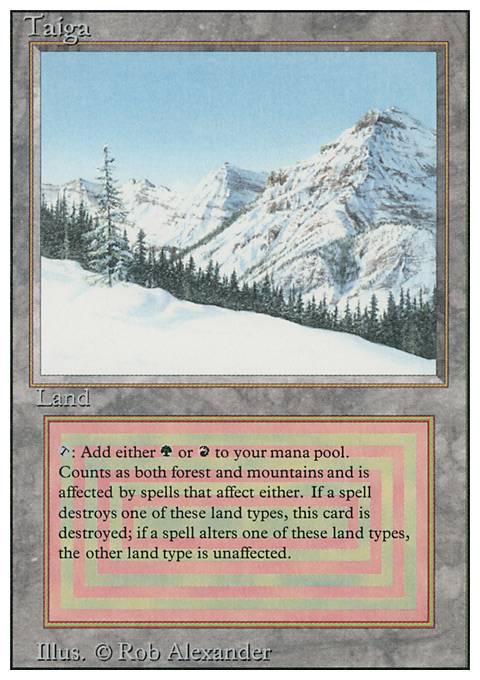 Taiga
Land
: Add either or to your mana pool.
Counts as both forest and mountains and is
affected by spells that affect either. If a spell
destroys one of these land types, this card is
destroyed; if a spell alters one of these land types,
the other land type is unaffected.
Illus. © Rob Alexander